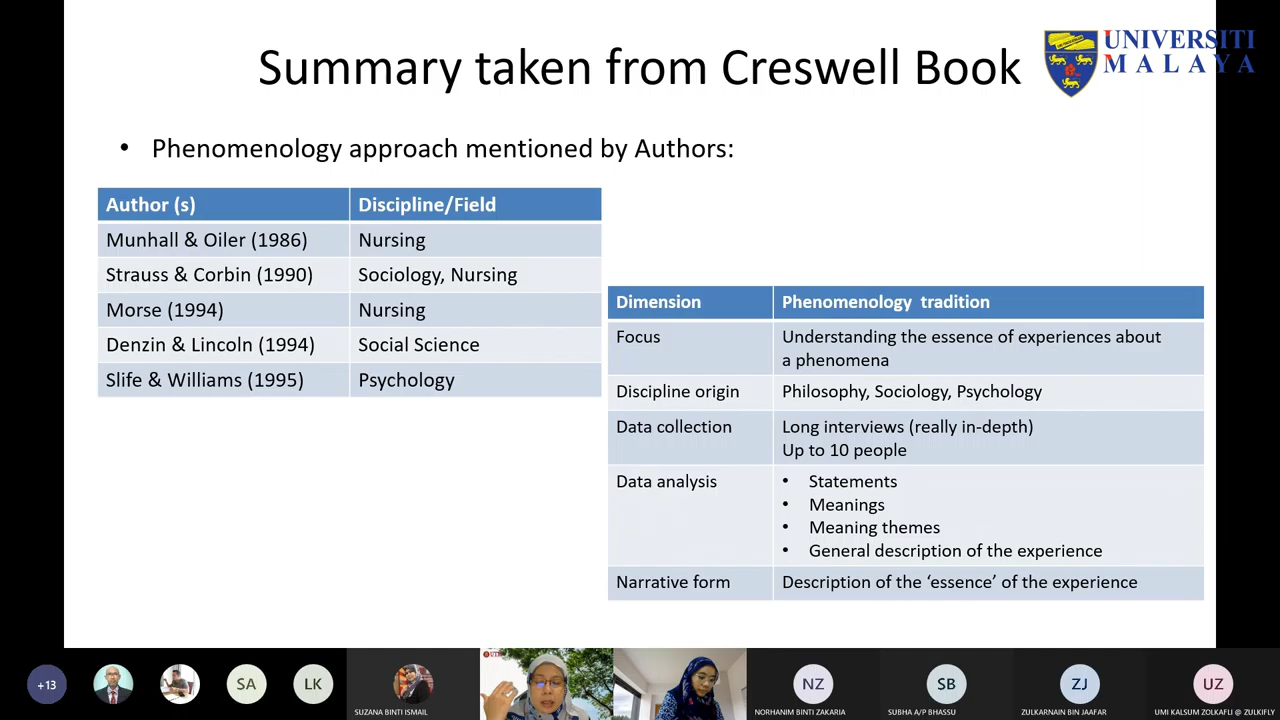 Summary taken from Creswell Book
UNIVERSITI
MALAYA
• Phenomenology approach mentioned by Authors:
Author (s) Discipline/Field
Munhall & Oiler (1986) Nursing
Strauss & Corbin (1990) Sociology, Nursing
Morse (1994) Nursing
Denzin & Lincoln (1994) Social Science
Slife & Williams (1995) Psychology
Dimension Phenomenology tradition
Focus Understanding the essence of experiences about
a phenomena
Discipline origin Philosophy, Sociology, Psychology
Data collection Long interviews (really in-depth)
Up to 10 people
Data analysis • Statements
• Meanings
• Meaning themes
• General description of the experience
Narrative form Description of the ‘essence’ of the experience
+13
SA
LK
SUZANA BINTI ISMAIL
NZ
NORHANIM BINTI ZAKARIA
SB
SUBHA A/P BHASSU
ZJ
ZULKARNAIN BIN JAAFAR
UZ
UMI KALSUM ZOLKAFLI @ ZULKIFLY